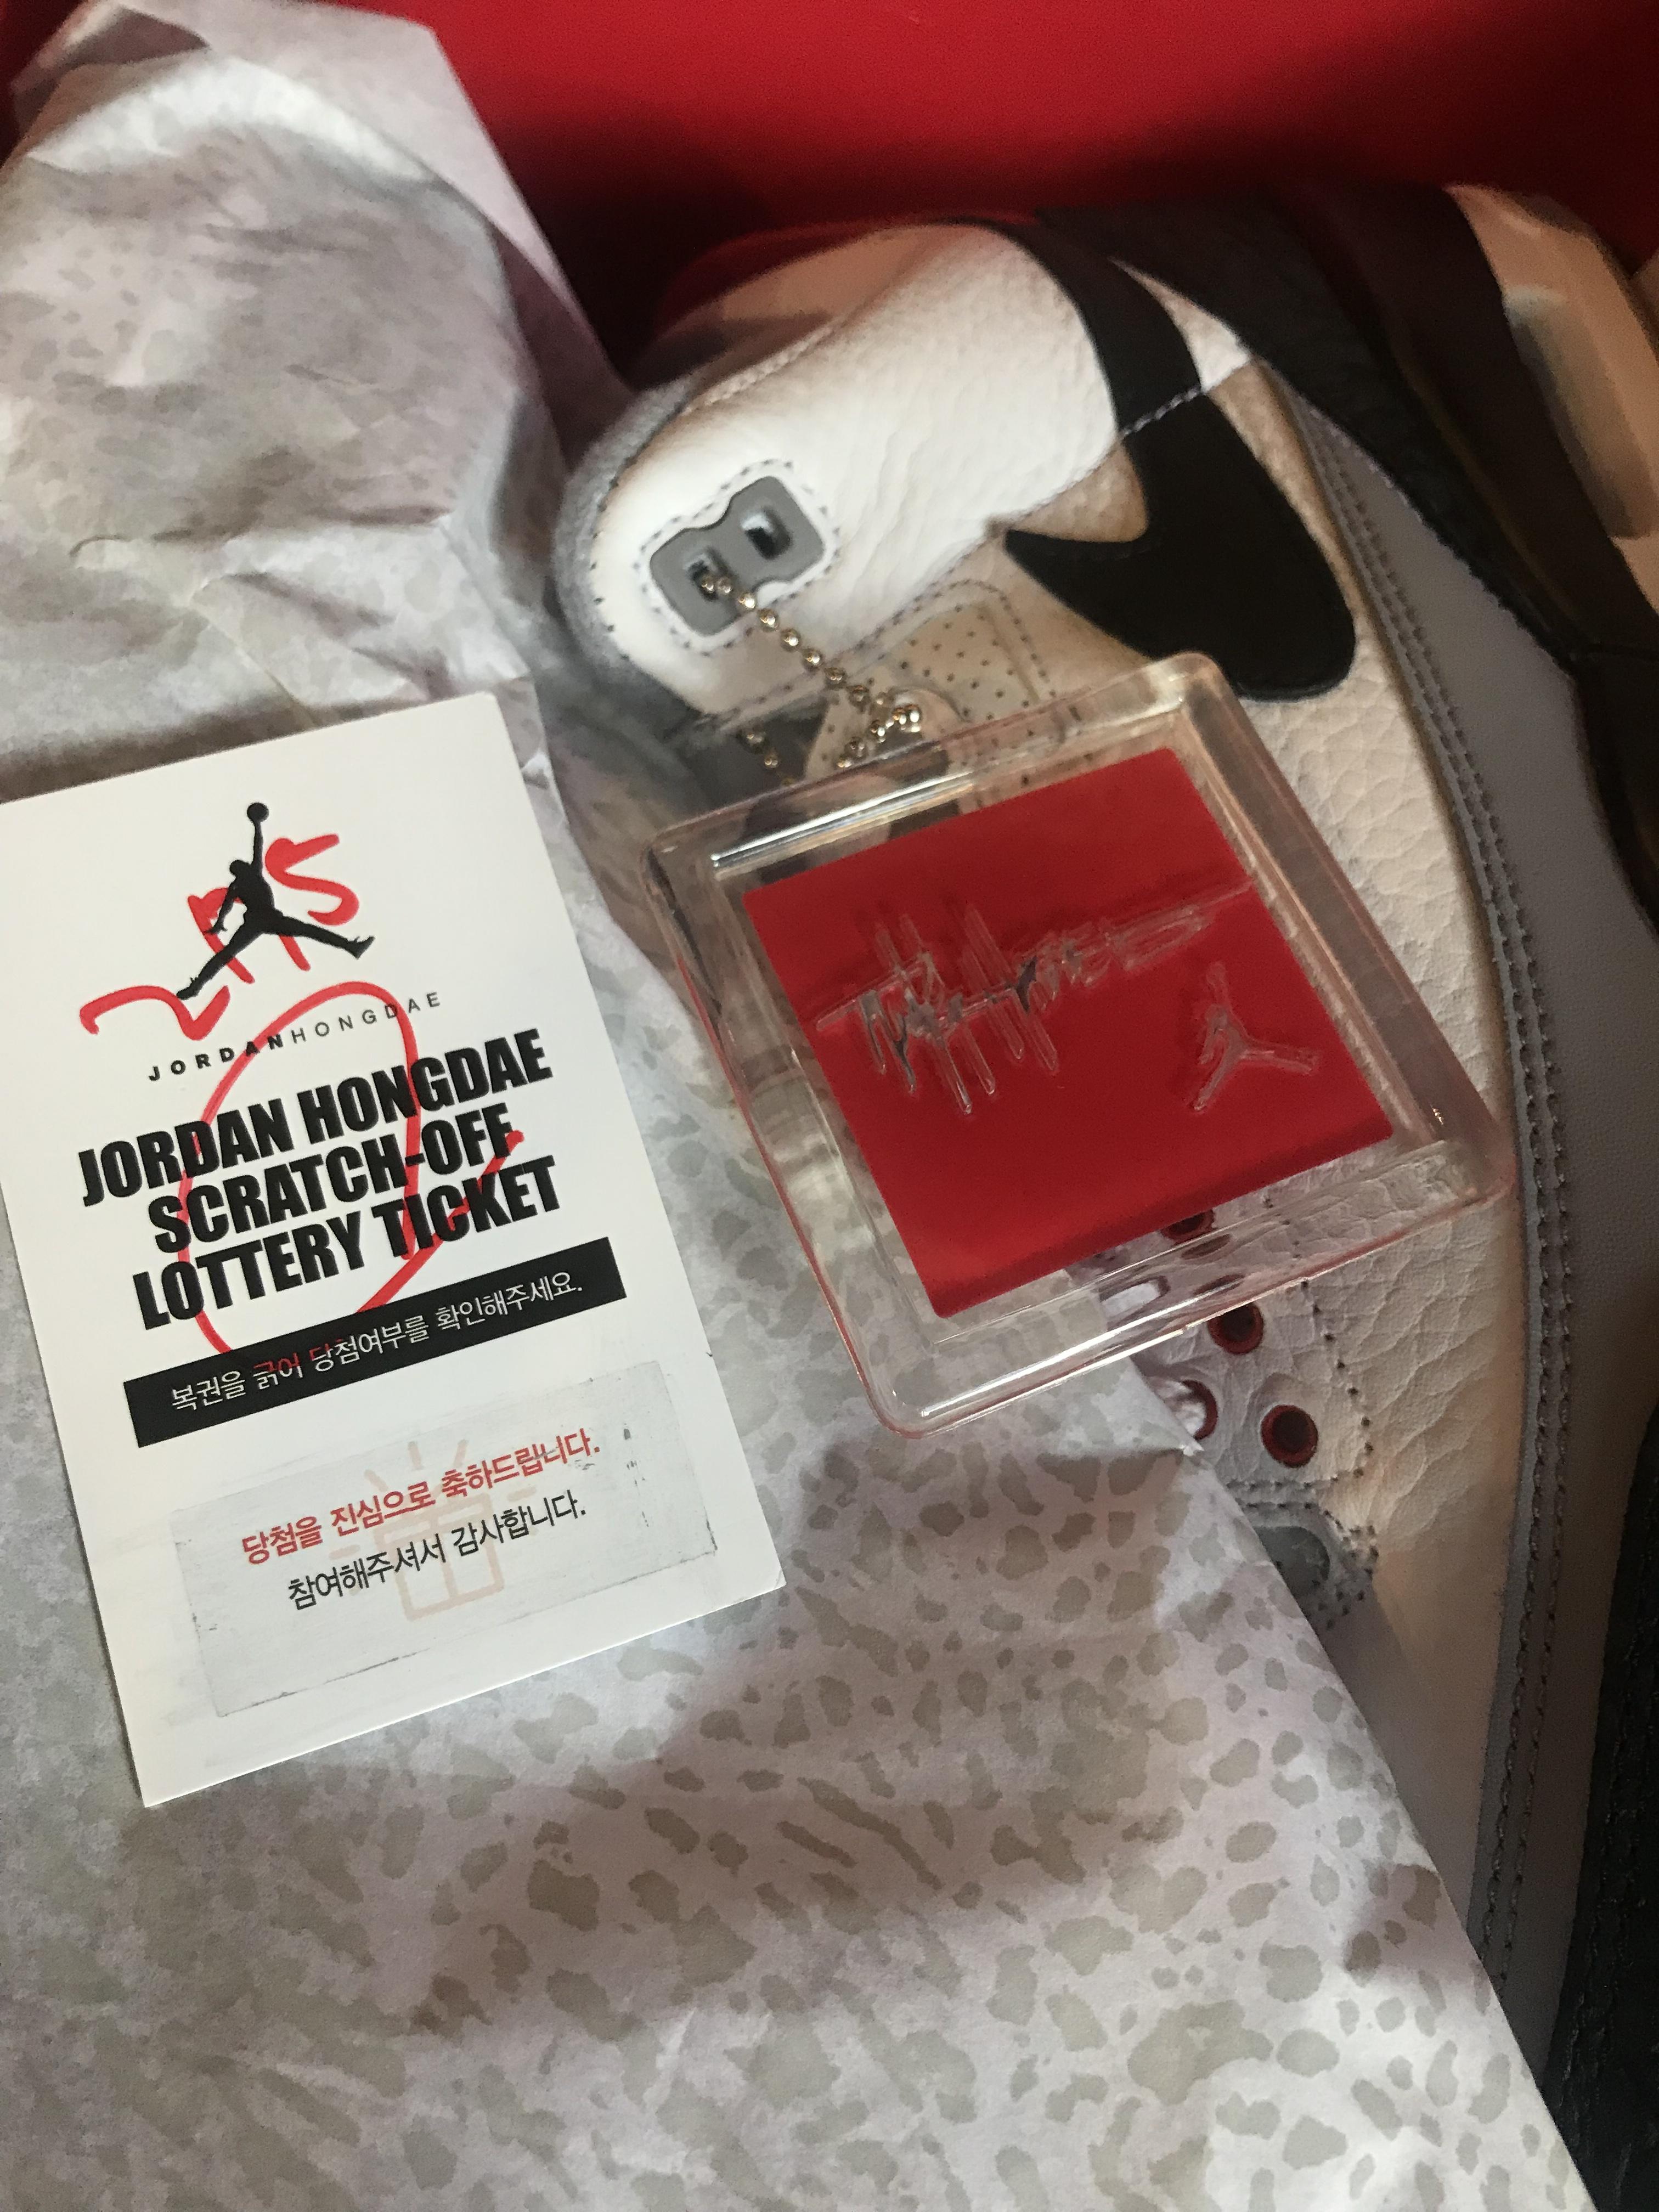 JORDANHONGDAE
JORDAN HONGDAE
SCRATCH-OFF
LOTTERY TICKET
복권을 긁어 당첨여부를 확인해주세요.
당첨을 진심으로 축하드립니다.
참여해주셔서 감사합니다.